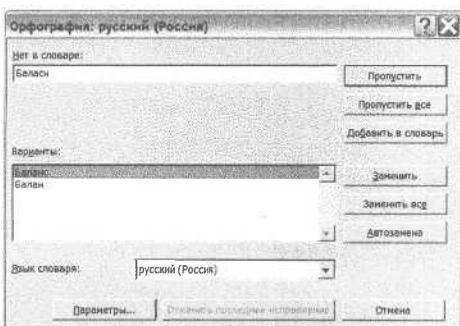 Орфография: русский (Россия)
Нет в словаре:
Баласн
Пропустить
Пропустить все
Добавить в словарь
Варианты:
Баланс
Балан
Заменить
Заменить все
Автозамена
Язык словаря:
русский (Россия)
Параметры...
Отменить последнее исправление
Отмена